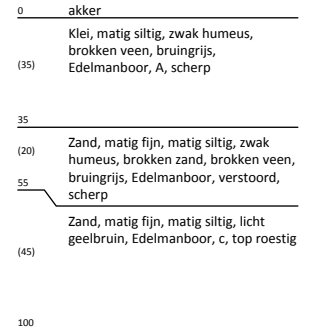 0 akker
Klei, matig siltig, zwak humeus,
brokken veen, bruingrijs,
(35) Edelmanboor, A, scherp
35
Zand, matig fijn, matig siltig, zwak
(20) humeus, brokken zand, brokken veen,
55 bruingrijs, Edelmanboor, verstoord,
scherp
Zand, matig fijn, matig siltig, licht
geelbruin, Edelmanboor, c, top roestig
(45)
100